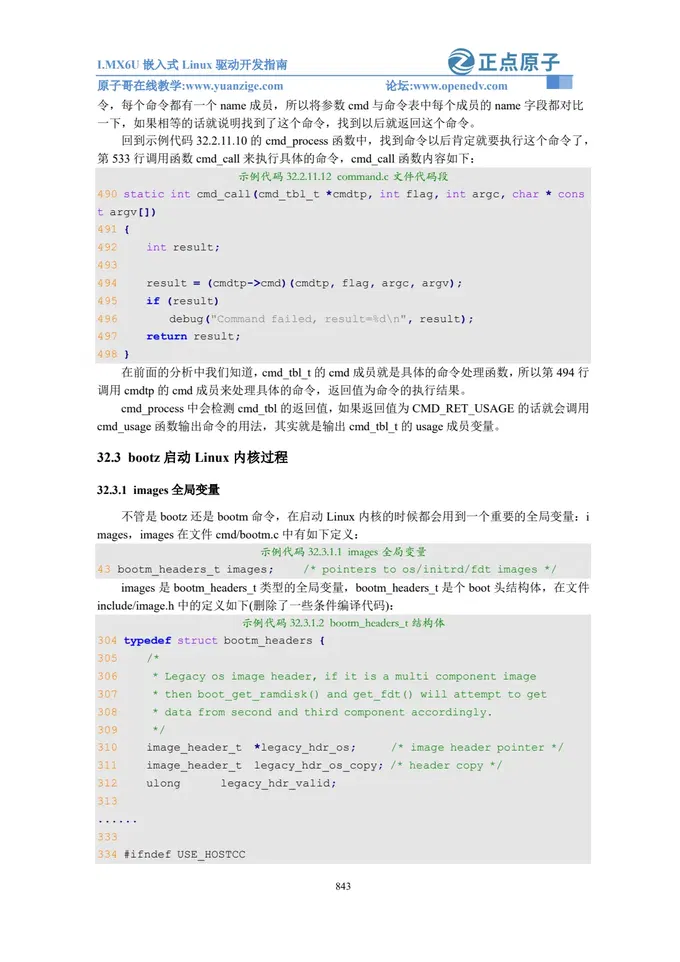 I.MX6U 嵌入式 Linux 驱动开发指南
正点原子
原子哥在线教学:www.yuanzige.com 论坛:www.openedv.com
令，每个命令都有一个 name 成员，所以将参数 cmd 与命令表中每个成员的 name 字段都对比
一下，如果相等的话就说明找到了这个命令，找到以后就返回这个命令。
回到示例代码 32.2.11.10 的 cmd_process 函数中，找到命令以后肯定就要执行这个命令了，
第 533 行调用函数 cmd_call 来执行具体的命令，cmd_call 函数内容如下：
示例代码 32.2.11.12 command.c 文件代码段
490 static int cmd_call(cmd_tbl_t *cmdtp, int flag, int argc, char * cons
t argv[])
491 {
492     int result;
493
494     result = (cmdtp->cmd)(cmdtp, flag, argc, argv);
495     if (result)
496         debug("Command failed, result=%d\n", result);
497     return result;
498 }
在前面的分析中我们知道，cmd_tbl_t 的 cmd 成员就是具体的命令处理函数，所以第 494 行
调用 cmdtp 的 cmd 成员来处理具体的命令，返回值为命令的执行结果。
cmd_process 中会检测 cmd_tbl 的返回值，如果返回值为 CMD_RET_USAGE 的话就会调用
cmd_usage 函数输出命令的用法，其实就是输出 cmd_tbl_t 的 usage 成员变量。
32.3 bootz 启动 Linux 内核过程
32.3.1 images 全局变量
不管是 bootz 还是 bootm 命令，在启动 Linux 内核的时候都会用到一个重要的全局变量：i
mages，images 在文件 cmd/bootm.c 中有如下定义：
示例代码 32.3.1.1 images 全局变量
43 bootm_headers_t images;    /* pointers to os/initrd/fdt images */
images 是 bootm_headers_t 类型的全局变量，bootm_headers_t 是个 boot 头结构体，在文件
include/image.h 中的定义如下(删除了一些条件编译代码)：
示例代码 32.3.1.2 bootm_headers_t 结构体
304 typedef struct bootm_headers {
305     /*
306      * Legacy os image header, if it is a multi component image
307      * then boot_get_ramdisk() and get_fdt() will attempt to get
308      * data from second and third component accordingly.
309      */
310     image_header_t  *legacy_hdr_os;     /* image header pointer */
311     image_header_t  legacy_hdr_os_copy; /* header copy */
312     ulong      legacy_hdr_valid;
313
......
333
334 #ifndef USE_HOSTCC
843